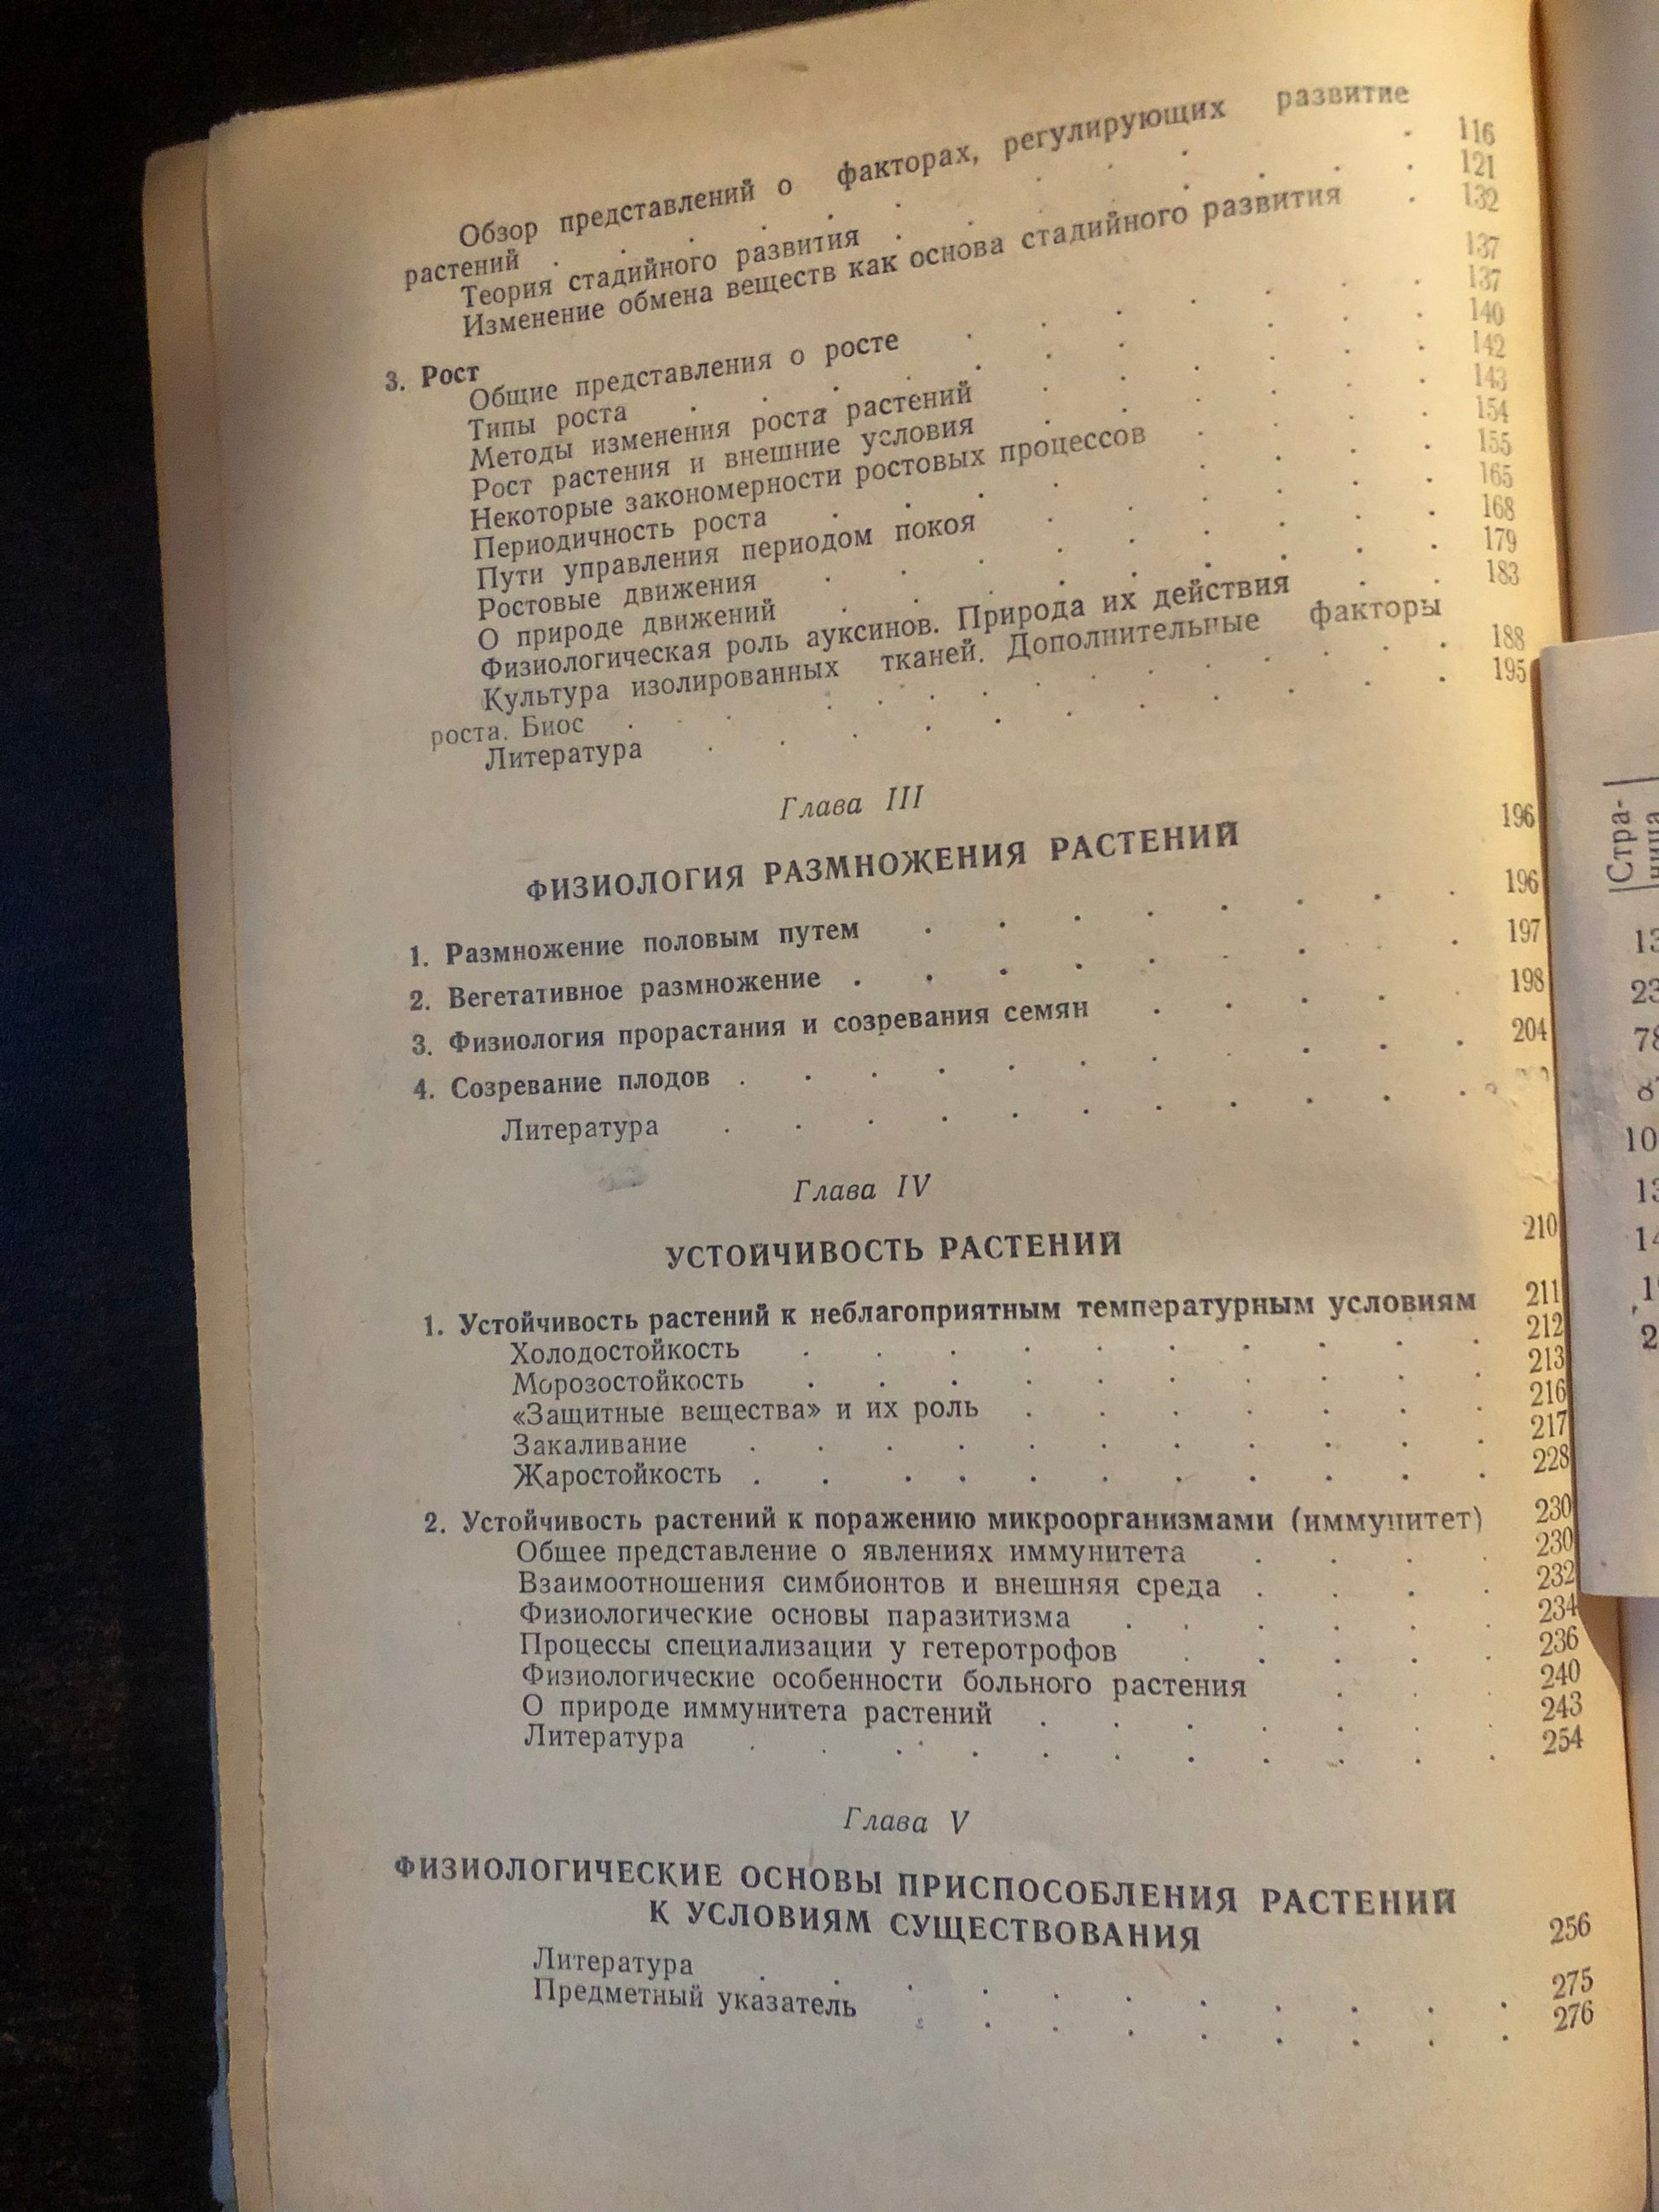 Обзор представлений о факторах, регулирующих развитие
растений . . . . . . . . . . 116
Теория стадийного развития . . . . . . . . 121
Изменение обмена веществ как основа стадийного развития . 132
3. Рост 137
Общие представления о росте . . . . . . . 137
Типы роста . . . . . . . . . . 140
Методы изменения роста растений . . . . . . 142
Рост растения и внешние условия . . . . . . 143
Некоторые закономерности ростовых процессов . . . . 154
Периодичность роста . . . . . . . . . 155
Пути управления периодом покоя . . . . . . 165
Ростовые движения . . . . . . . . . 168
О природе движений . . . . . . . . . 179
Физиологическая роль ауксинов. Природа их действия . . 183
Культура изолированных тканей. Дополнительные факторы
роста. Биос . . . . . . . . . . 188
Литература . . . . . . . . . . . 195
Глава III
ФИЗИОЛОГИЯ РАЗМНОЖЕНИЯ РАСТЕНИЙ 196
1. Размножение половым путем . . . . . . . . 196
2. Вегетативное размножение . . . . . . . . . 197
3. Физиология прорастания и созревания семян . . . . . 198
4. Созревание плодов . . . . . . . . . . . 204
Литература . . . . . . . . . . .
Глава IV
УСТОЙЧИВОСТЬ РАСТЕНИЙ 210
1. Устойчивость растений к неблагоприятным температурным условиям 211
Холодостойкость . . . . . . . . . . 212
Морозостойкость . . . . . . . . . . 213
«Защитные вещества» и их роль . . . . . . . 216
Закаливание . . . . . . . . . . . 217
Жаростойкость . . . . . . . . . . . 228
2. Устойчивость растений к поражению микроорганизмами (иммунитет) 230
Общее представление о явлениях иммунитета . . . . 230
Взаимоотношения симбионтов и внешняя среда . . . . 232
Физиологические основы паразитизма . . . . . . 234
Процессы специализации у гетеротрофов . . . . . 236
Физиологические особенности больного растения . . . 240
О природе иммунитета растений . . . . . . . 243
Литература . . . . . . . . . . . 254
Глава V
ФИЗИОЛОГИЧЕСКИЕ ОСНОВЫ ПРИСПОСОБЛЕНИЯ РАСТЕНИЙ
К УСЛОВИЯМ СУЩЕСТВОВАНИЯ 256
Литература . . . . . . . . . . . 275
Предметный указатель . . . . . . . . . 276
Стра-
ница